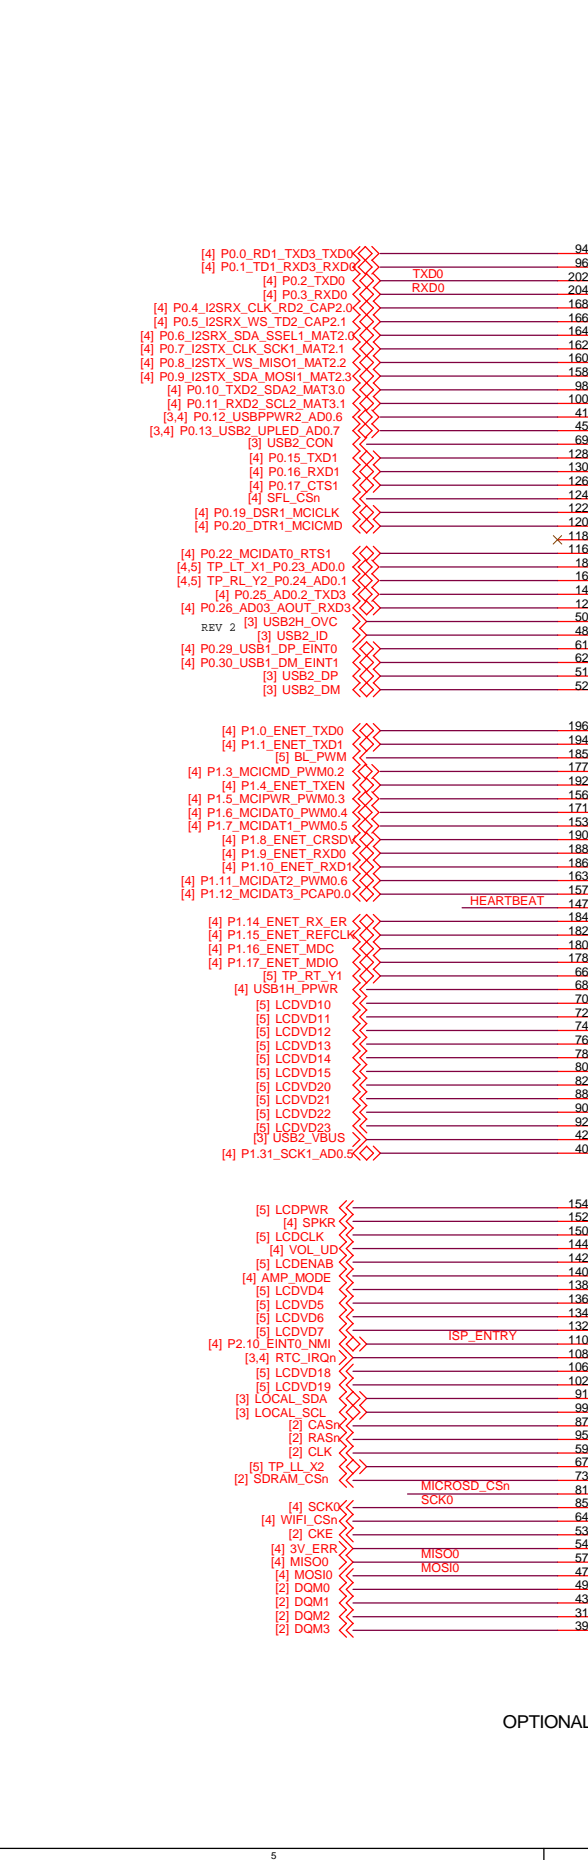 [4] P0.0_RD1_TXD3_TXD0 94
[4] P0.1_TD1_RXD3_RXD0 96
[4] P0.2_TXD0 TXD0 202
[4] P0.3_RXD0 RXD0 204
[4] P0.4_I2SRX_CLK_RD2_CAP2.0 168
[4] P0.5_I2SRX_WS_TD2_CAP2.1 166
[4] P0.6_I2SRX_SDA_SSEL1_MAT2.0 164
[4] P0.7_I2STX_CLK_SCK1_MAT2.1 162
[4] P0.8_I2STX_WS_MISO1_MAT2.2 160
[4] P0.9_I2STX_SDA_MOSI1_MAT2.3 158
[4] P0.10_TXD2_SDA2_MAT3.0 98
[4] P0.11_RXD2_SCL2_MAT3.1 100
[3,4] P0.12_USBPPWR2_AD0.6 41
[3,4] P0.13_USB2_UPLED_AD0.7 45
[3] USB2_CON 69
[4] P0.15_TXD1 128
[4] P0.16_RXD1 130
[4] P0.17_CTS1 126
[4] SFL_CSn 124
[4] P0.19_DSR1_MCICLK 122
[4] P0.20_DTR1_MCICMD 120
118
[4] P0.22_MCIDAT0_RTS1 116
[4,5] TP_LT_X1_P0.23_AD0.0 18
[4,5] TP_RL_Y2_P0.24_AD0.1 16
[4] P0.25_AD0.2_TXD3 14
[4] P0.26_AD03_AOUT_RXD3 12
REV 2 [3] USB2H_OVC 50
[3] USB2_ID 48
[4] P0.29_USB1_DP_EINT0 61
[4] P0.30_USB1_DM_EINT1 62
[3] USB2_DP 51
[3] USB2_DM 52
[4] P1.0_ENET_TXD0 196
[4] P1.1_ENET_TXD1 194
[5] BL_PWM 185
[4] P1.3_MCICMD_PWM0.2 177
[4] P1.4_ENET_TXEN 192
[4] P1.5_MCIPWR_PWM0.3 156
[4] P1.6_MCIDAT0_PWM0.4 171
[4] P1.7_MCIDAT1_PWM0.5 153
[4] P1.8_ENET_CRSDV 190
[4] P1.9_ENET_RXD0 188
[4] P1.10_ENET_RXD1 186
[4] P1.11_MCIDAT2_PWM0.6 163
[4] P1.12_MCIDAT3_PCAP0.0 157
HEARTBEAT 147
[4] P1.14_ENET_RX_ER 184
[4] P1.15_ENET_REFCLK 182
[4] P1.16_ENET_MDC 180
[4] P1.17_ENET_MDIO 178
[5] TP_RT_Y1 66
[4] USB1H_PPWR 68
[5] LCDVD10 70
[5] LCDVD11 72
[5] LCDVD12 74
[5] LCDVD13 76
[5] LCDVD14 78
[5] LCDVD15 80
[5] LCDVD20 82
[5] LCDVD21 88
[5] LCDVD22 90
[5] LCDVD23 92
[3] USB2_VBUS 42
[4] P1.31_SCK1_AD0.5 40
[5] LCDPWR 154
[4] SPKR 152
[5] LCDCLK 150
[4] VOL_UD 144
[5] LCDENAB 142
[4] AMP_MODE 140
[5] LCDVD4 138
[5] LCDVD5 136
[5] LCDVD6 134
[5] LCDVD7 132
[4] P2.10_EINT0_NMI ISP_ENTRY 110
[3,4] RTC_IRQn 108
[5] LCDVD18 106
[5] LCDVD19 102
[3] LOCAL_SDA 91
[3] LOCAL_SCL 99
[2] CASn 87
[2] RASn 95
[2] CLK 59
[5] TP_LL_X2 67
[2] SDRAM_CSn 73
MICROSD_CSn 81
[4] SCK0 SCK0 85
[4] WIFI_CSn 64
[2] CKE 53
[4] 3V_ERR 54
[4] MISO0 MISO0 57
[4] MOSI0 MOSI0 47
[2] DQM0 49
[2] DQM1 43
[2] DQM2 31
[2] DQM3 39
OPTIONAL
5